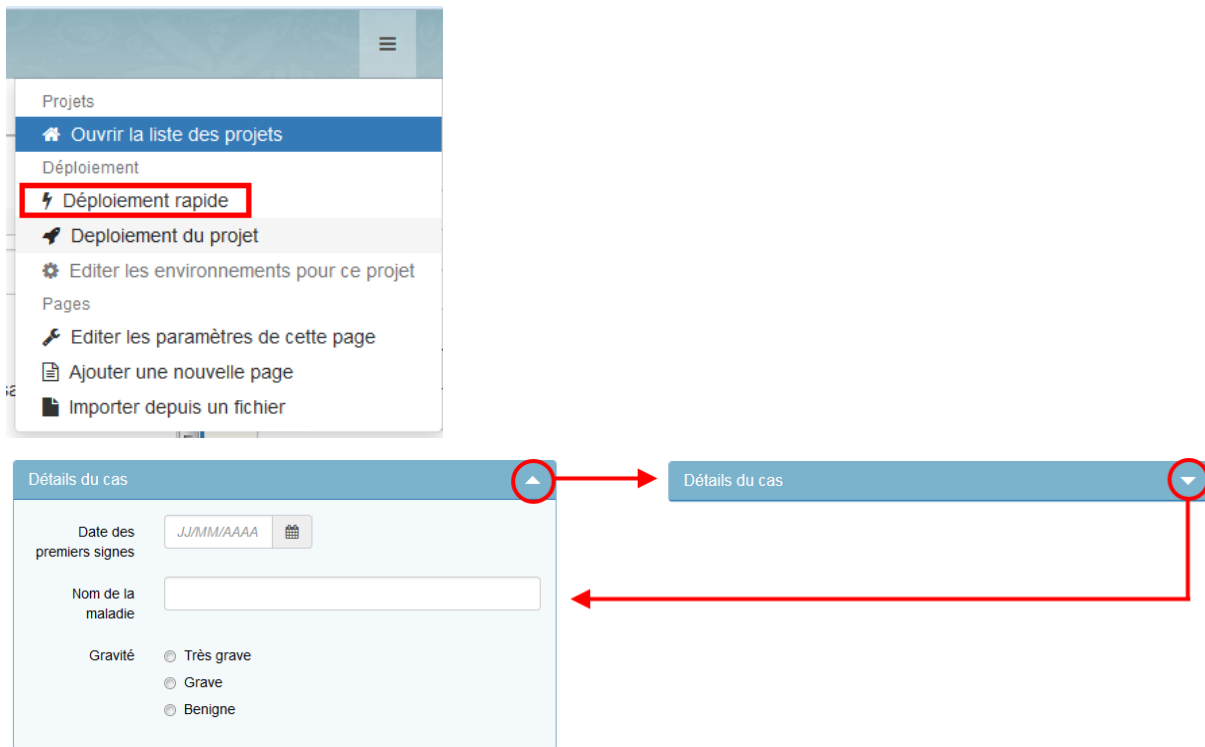 Projets
Ouvrir la liste des projets
Déploiement
Déploiement rapide
Deploiement du projet
Editer les environnements pour ce projet
Pages
Editer les paramètres de cette page
Ajouter une nouvelle page
Importer depuis un fichier
Détails du cas
Date des
premiers signes
JJ/MM/AAAA
Nom de la
maladie
Gravité
Très grave
Grave
Benigne
Détails du cas